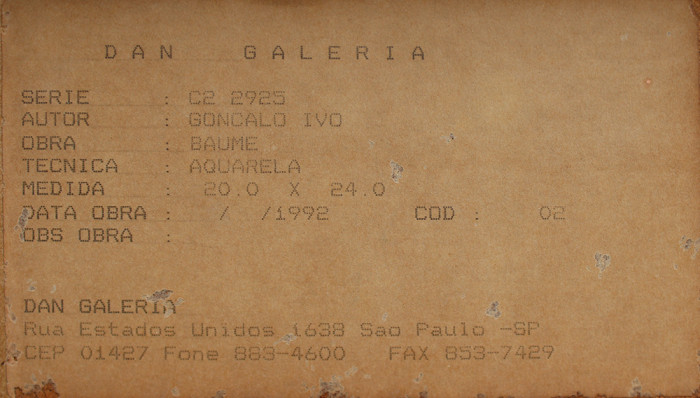 DAN GALERIA
SERIE : C2 2925
AUTOR : GONCALO IVO
OBRA : BAUME
TECNICA : AQUARELA
MEDIDA : 20.0 X 24.0
DATA OBRA : / /1992 COD : 02
OBS OBRA :
DAN GALERIA
Rua Estados Unidos 1638 Sao Paulo -SP
CEP 01427 Fone 883-4600 FAX 853-7429